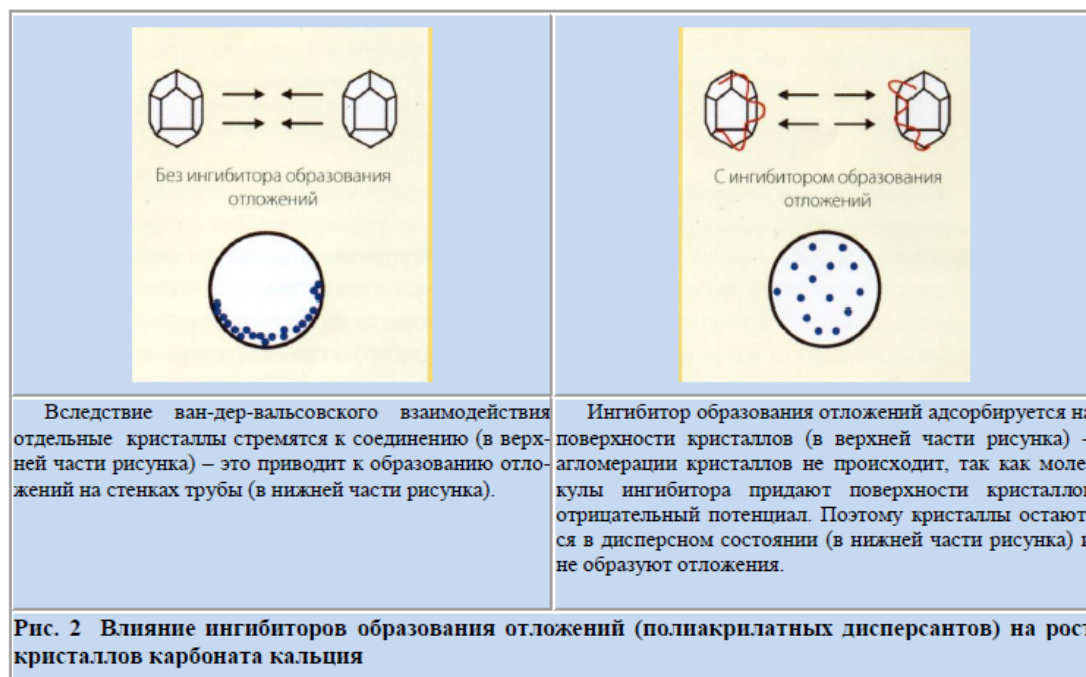 Без ингибитора образования
отложений
С ингибитором образования
отложений
Вследствие ван-дер-вальсовского взаимодействия
отдельные кристаллы стремятся к соединению (в верх-
ней части рисунка) – это приводит к образованию отло-
жений на стенках трубы (в нижней части рисунка).
Ингибитор образования отложений адсорбируется на
поверхности кристаллов (в верхней части рисунка) –
агломерации кристаллов не происходит, так как моле
кулы ингибитора придают поверхности кристаллов
отрицательный потенциал. Поэтому кристаллы остают
ся в дисперсном состоянии (в нижней части рисунка) и
не образуют отложения.
Рис. 2 Влияние ингибиторов образования отложений (полиакрилатных дисперсантов) на рост
кристаллов карбоната кальция